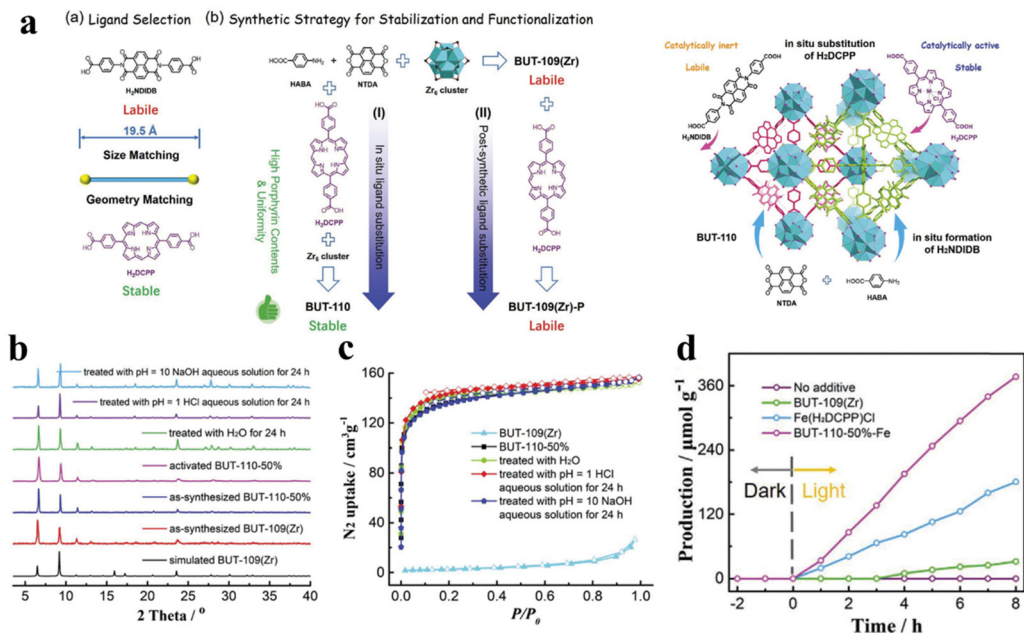 a
(a) Ligand Selection
H₂NDIDB
Labile
19.5 Å
Size Matching
Geometry Matching
H₂DCPP
Stable
(b) Synthetic Strategy for Stabilization and Functionalization
HOOC
NH₂
HABA
+
NTDA
Zr₆ cluster
BUT-109(Zr)
Labile
High Porphyrin Contents
& Uniformity
H₂DCPP
Zr₆ cluster
BUT-110
Stable
(I)
In situ ligand substitution
(II)
Post-synthetic ligand substitution
H₂DCPP
BUT-109(Zr)-P
Labile
Catalytically inert
Labile
in situ substitution
of H₂DCPP
Catalytically active
Stable
HOOC
COOH
H₂NDIDB
HOOC
COOH
H₂DCPP
BUT-110
in situ formation
of H₂NDIDB
NTDA
HOOC
NH₂
HABA
b
treated with pH = 10 NaOH aqueous solution for 24 h
treated with pH = 1 HCl aqueous solution for 24 h
treated with H₂O for 24 h
activated BUT-110-50%
as-synthesized BUT-110-50%
as-synthesized BUT-109(Zr)
simulated BUT-109(Zr)
5 10 15 20 25 30 35 40
2 Theta / °
c
N₂ uptake / cm³g⁻¹
160
120
80
40
0
BUT-109(Zr)
BUT-110-50%
treated with H₂O
treated with pH = 1 HCl
aqueous solution for 24 h
treated with pH = 10 NaOH
aqueous solution for 24 h
0.0 0.2 0.4 0.6 0.8 1.0
P/P₀
d
Production / μmol g⁻¹
360
240
120
0
No additive
BUT-109(Zr)
Fe(H₂DCPP)Cl
BUT-110-50%-Fe
Dark
Light
-2 0 2 4 6 8
Time / h